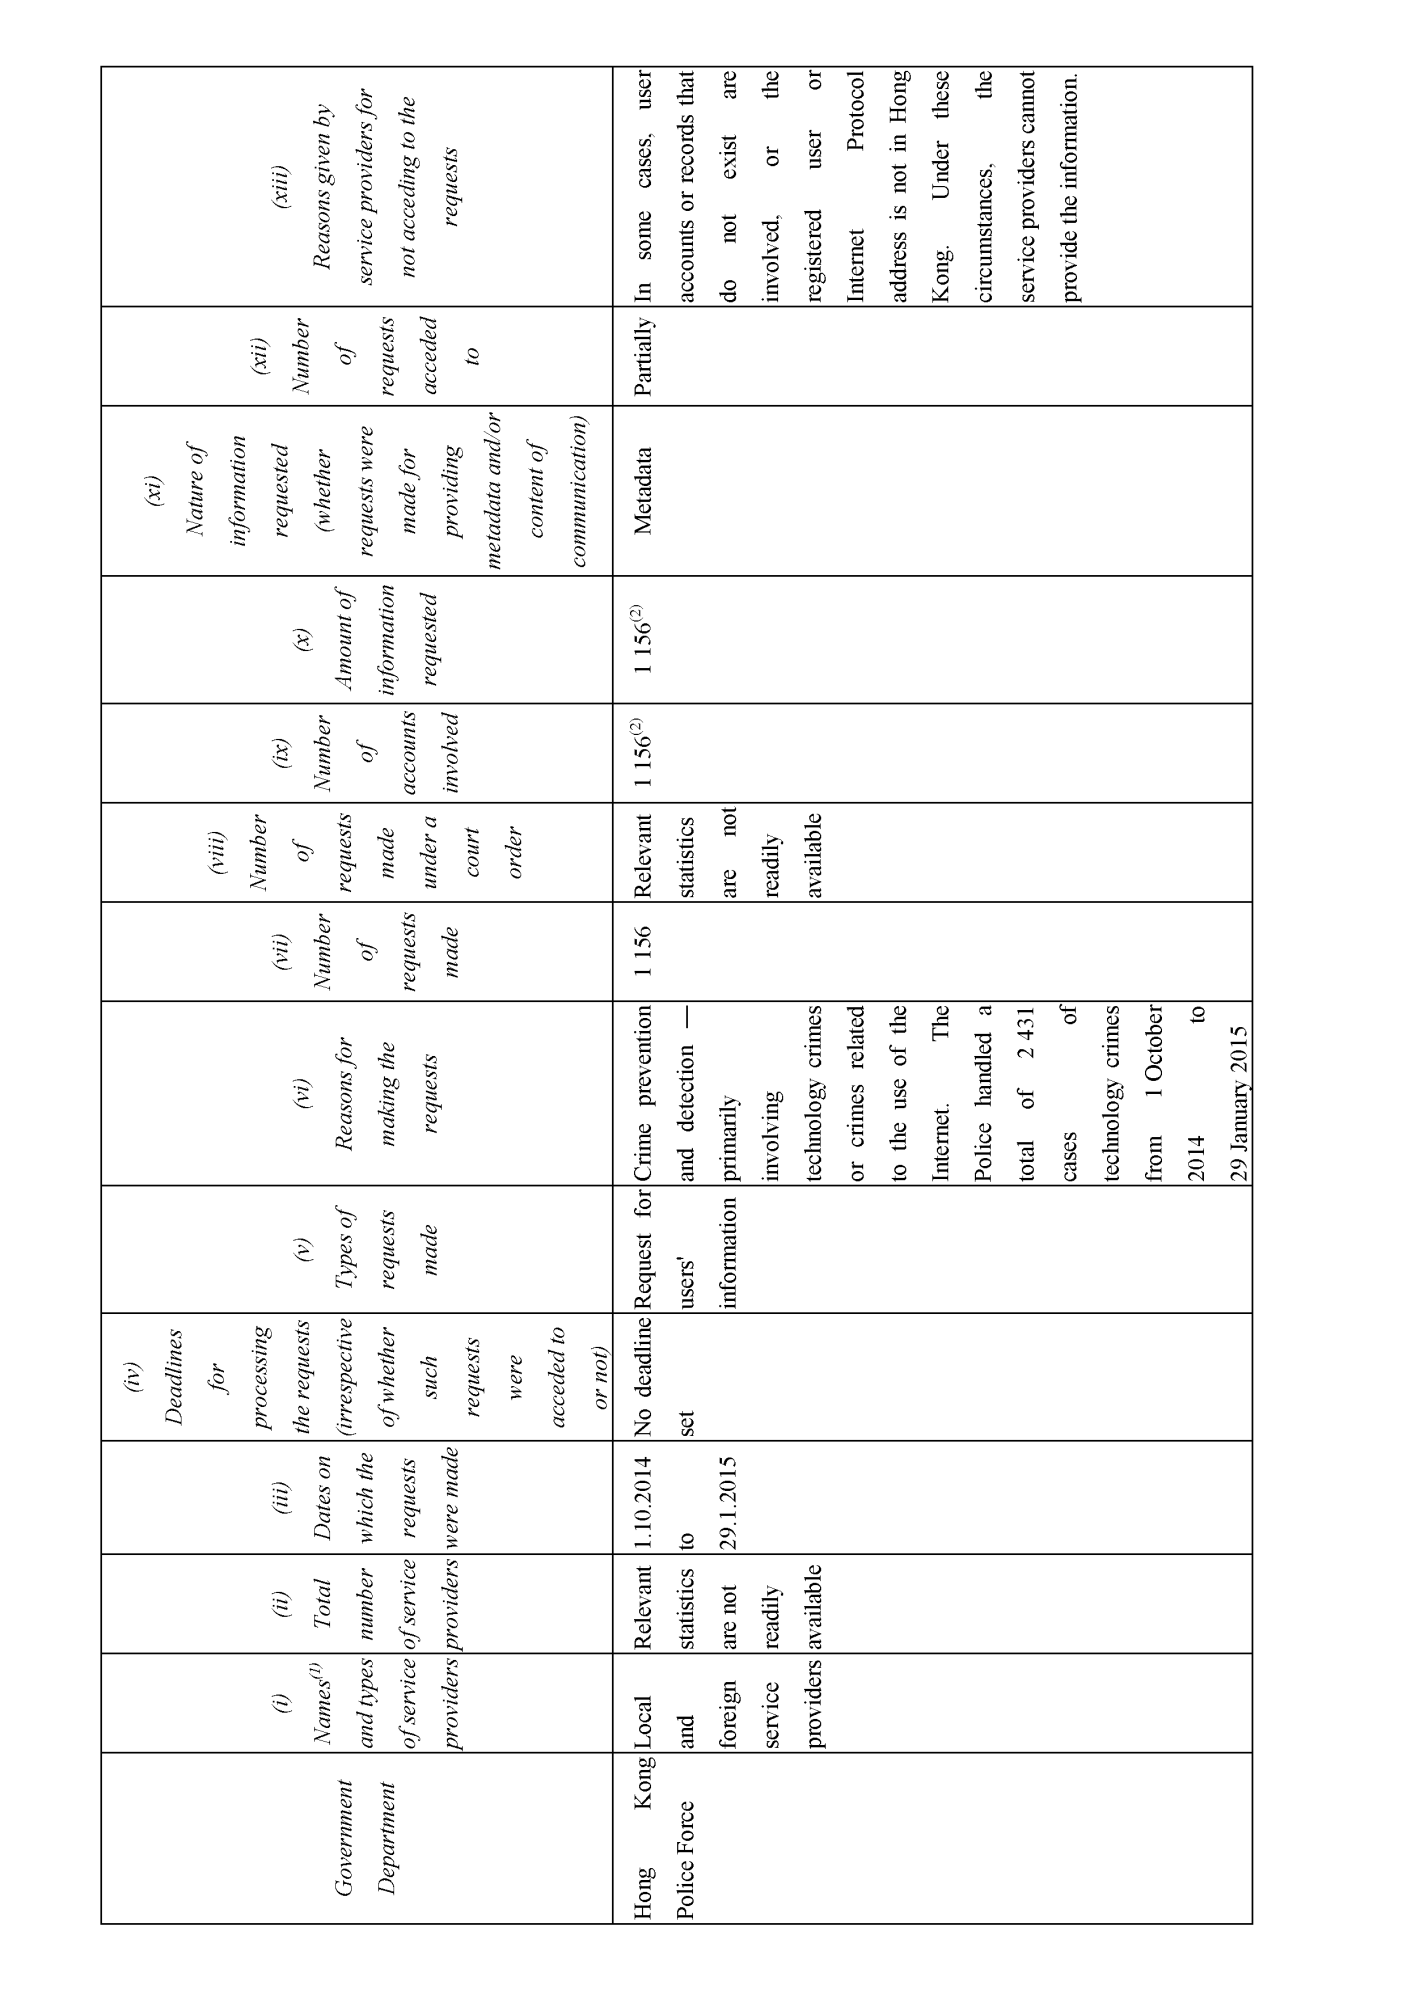 Government
Department
(i)
Names(1)
and types
of service
providers
(ii)
Total
number
of service
providers
(iii)
Dates on
which the
requests
were made
(iv)
Deadlines
for
processing
the requests
(irrespective
of whether
such
requests
were
acceded to
or not)
(v)
Types of
requests
made
(vi)
Reasons for
making the
requests
(vii)
Number
of
requests
made
(viii)
Number
of
requests
made
under a
court
order
(ix)
Number
of
accounts
involved
(x)
Amount of
information
requested
(xi)
Nature of
information
requested
(whether
requests were
made for
providing
metadata and/or
content of
communication)
(xii)
Number
of
requests
acceded
to
(xiii)
Reasons given by
service providers for
not acceding to the
requests
Hong Kong
Police Force
Local
and
foreign
service
providers
Relevant
statistics
are not
readily
available
1.10.2014
to
29.1.2015
No deadline
set
Request for
users'
information
Crime prevention
and detection —
primarily
involving
technology crimes
or crimes related
to the use of the
Internet. The
Police handled a
total of 2 431
cases of
technology crimes
from 1 October
2014 to
29 January 2015
1 156
Relevant
statistics
are not
readily
available
1 156(2)
1 156(2)
Metadata
Partially
In some cases, user
accounts or records that
do not exist are
involved, or the
registered user or
Internet Protocol
address is not in Hong
Kong. Under these
circumstances, the
service providers cannot
provide the information.